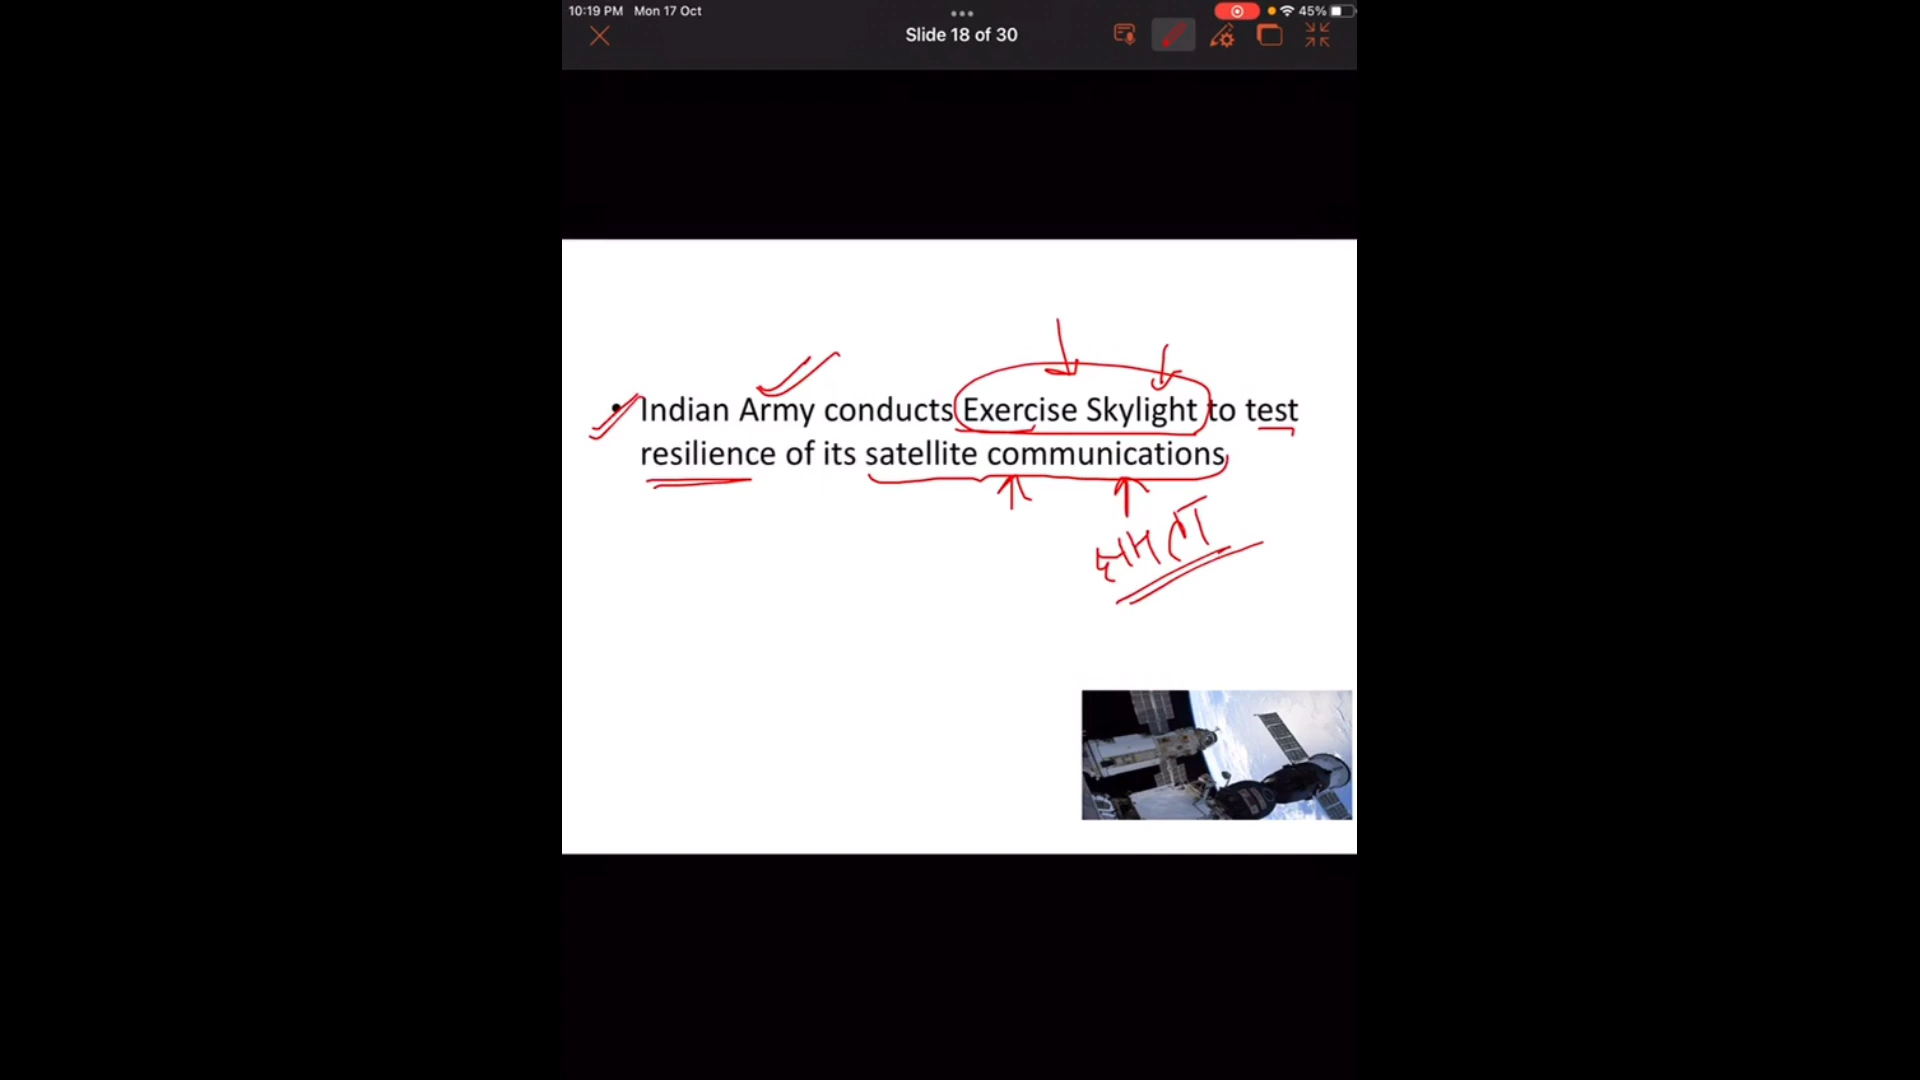 10:19 PM Mon 17 Oct
45%
Slide 18 of 30
• Indian Army conducts Exercise Skylight to test
resilience of its satellite communications